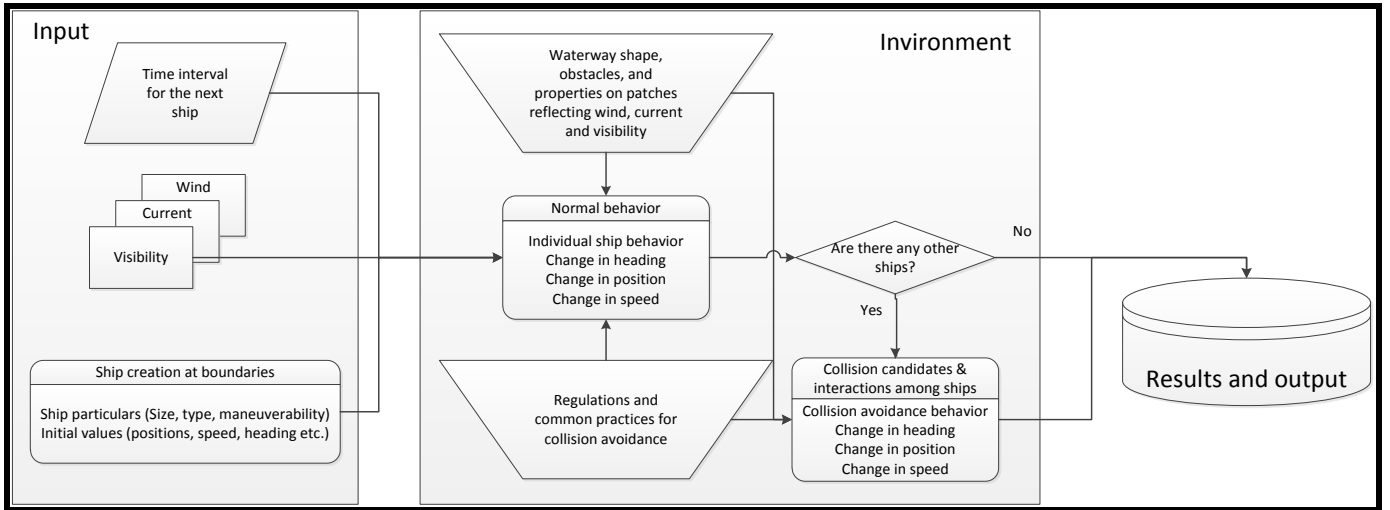 Input
Time interval
for the next
ship
Wind
Current
Visibility
Ship creation at boundaries
Ship particulars (Size, type, maneuverability)
Initial values (positions, speed, heading etc.)
Invironment
Waterway shape,
obstacles, and
properties on patches
reflecting wind, current
and visibility
Normal behavior
Individual ship behavior
Change in heading
Change in position
Change in speed
Regulations and
common practices for
collision avoidance
Are there any other
ships?
No
Yes
Collision candidates &
interactions among ships
Collision avoidance behavior
Change in heading
Change in position
Change in speed
Results and output